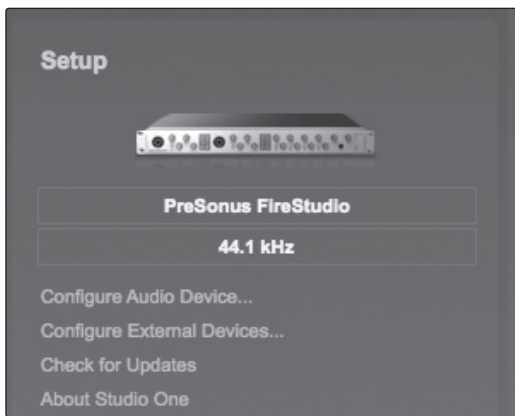 Setup
PreSonus FireStudio
44.1 kHz
Configure Audio Device...
Configure External Devices...
Check for Updates
About Studio One